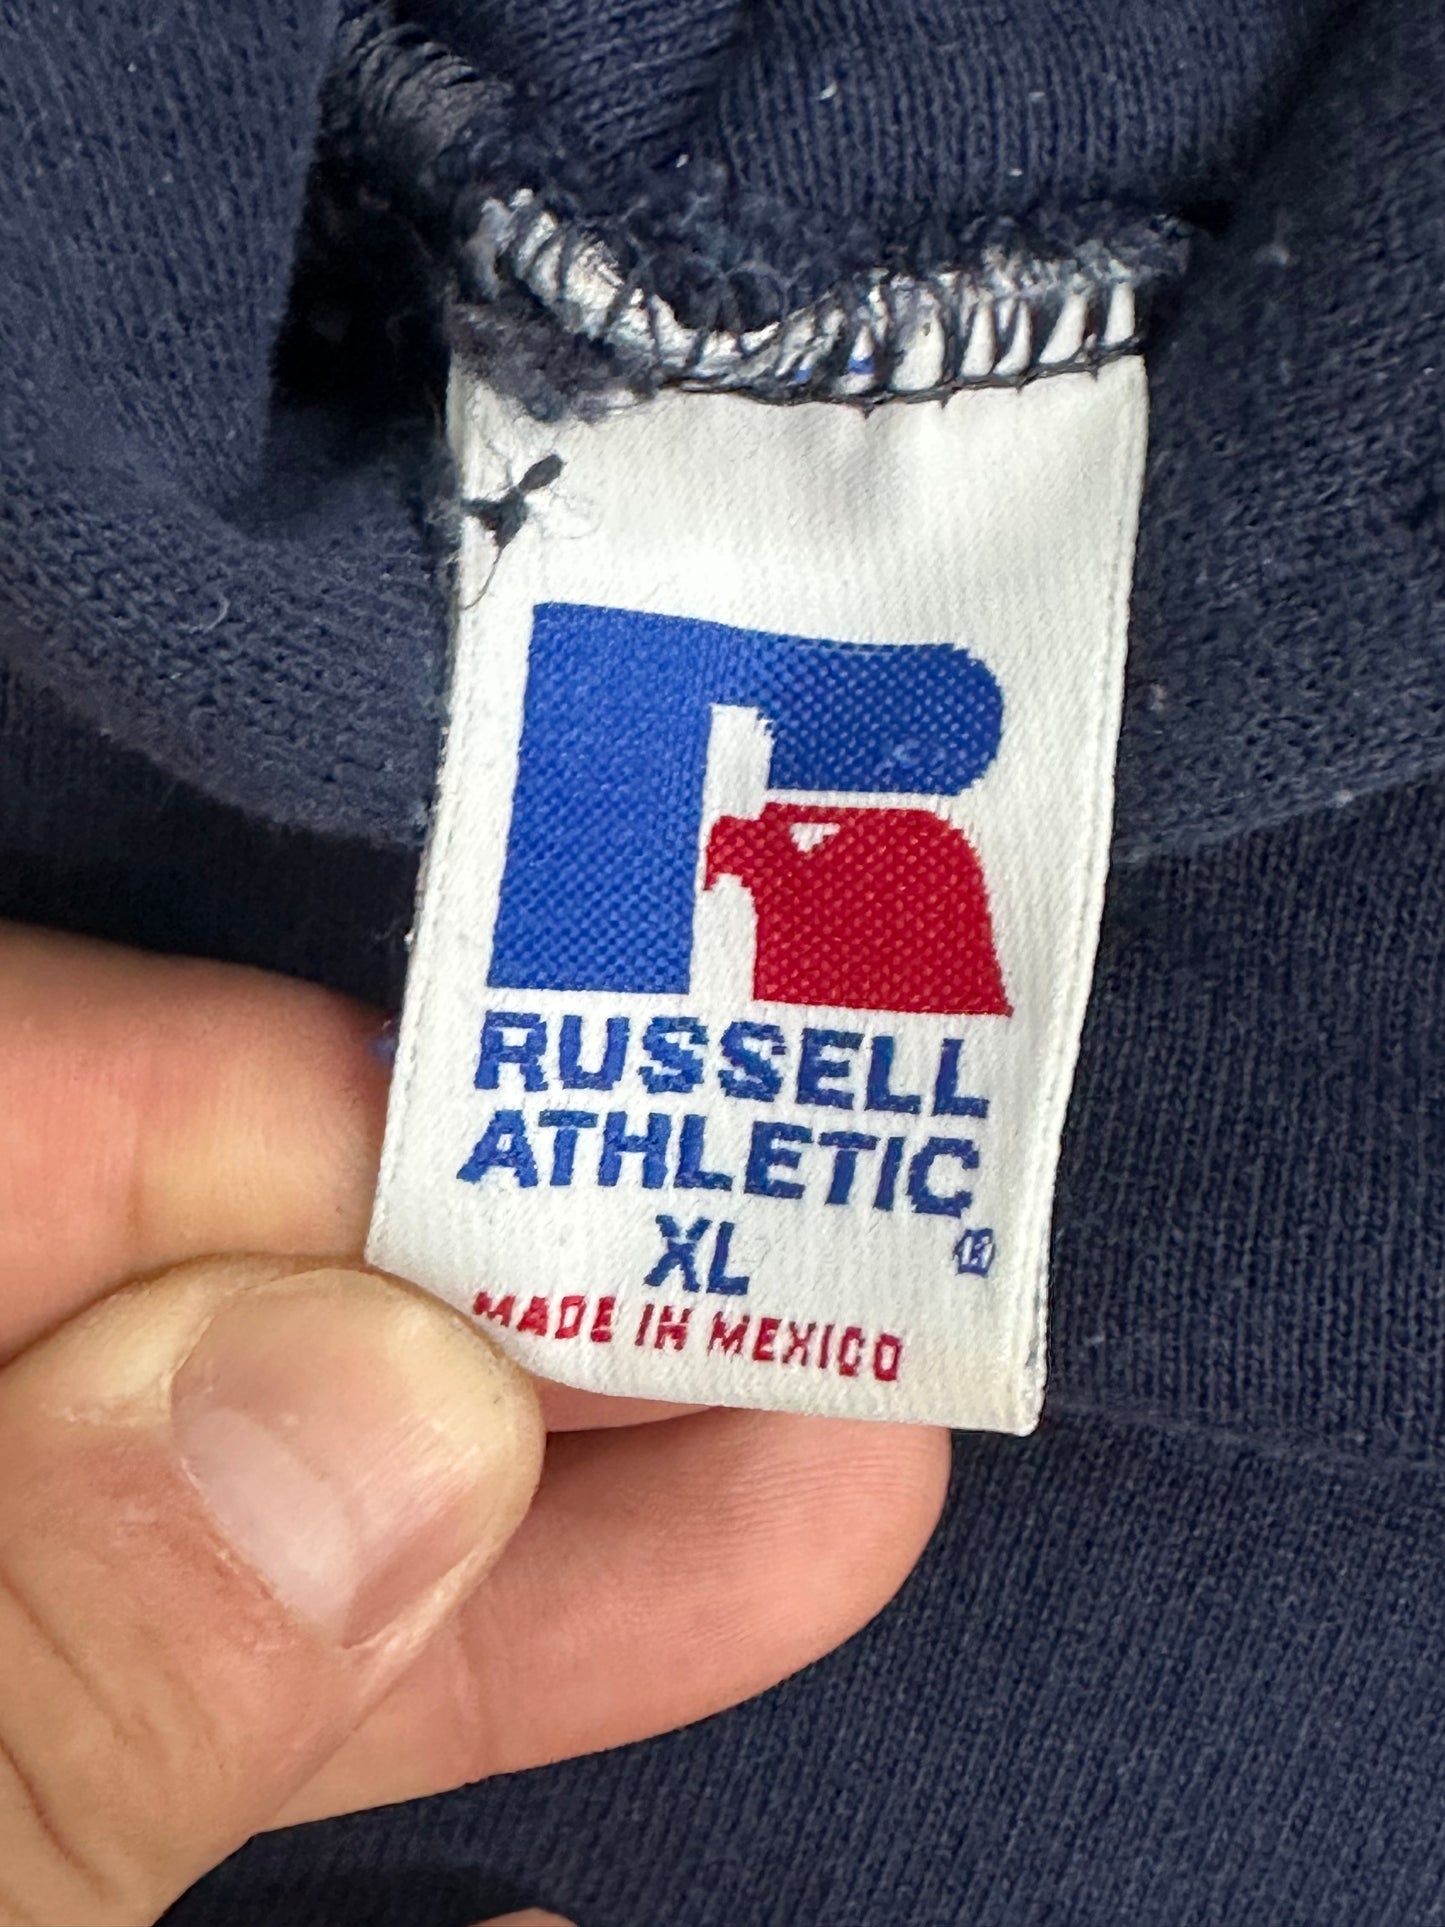 RUSSELL
ATHLETIC®
XL
MADE IN MEXICO